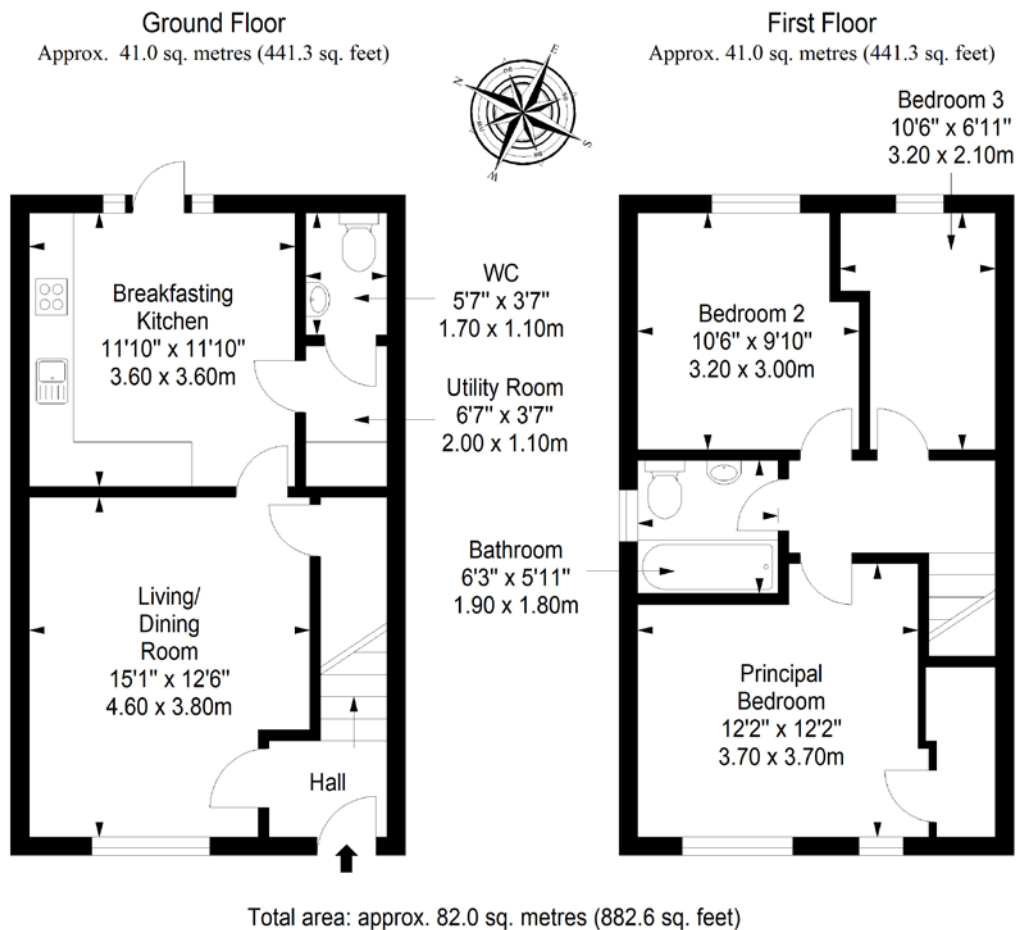 Ground Floor
Approx. 41.0 sq. metres (441.3 sq. feet)
First Floor
Approx. 41.0 sq. metres (441.3 sq. feet)
E
N
S
W
Bedroom 3
10'6" x 6'11"
3.20 x 2.10m
Breakfasting
Kitchen
11'10" x 11'10"
3.60 x 3.60m
WC
5'7" x 3'7"
1.70 x 1.10m
Utility Room
6'7" x 3'7"
2.00 x 1.10m
Bedroom 2
10'6" x 9'10"
3.20 x 3.00m
Bathroom
6'3" x 5'11"
1.90 x 1.80m
Living/
Dining
Room
15'1" x 12'6"
4.60 x 3.80m
Hall
Principal
Bedroom
12'2" x 12'2"
3.70 x 3.70m
Total area: approx. 82.0 sq. metres (882.6 sq. feet)